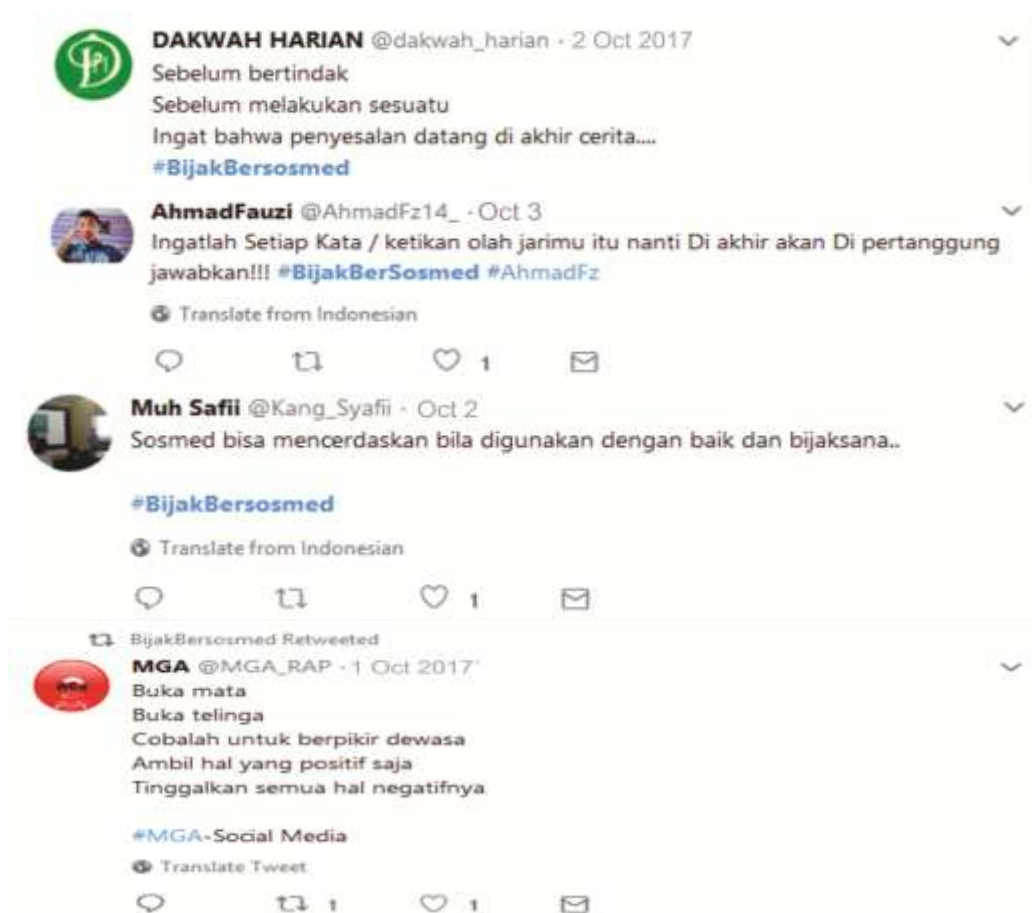 DAKWAH HARIAN @dakwah_harian · 2 Oct 2017
Sebelum bertindak
Sebelum melakukan sesuatu
Ingat bahwa penyesalan datang di akhir cerita....
#BijakBersosmed
AhmadFauzi @AhmadFz14_ · Oct 3
Ingatlah Setiap Kata / ketikan olah jarimu itu nanti Di akhir akan Di pertanggung
jawabkan!!! #BijakBerSosmed #AhmadFz
Translate from Indonesian
1
Muh Safii @Kang_Syafii · Oct 2
Sosmed bisa mencerdaskan bila digunakan dengan baik dan bijaksana..
#BijakBersosmed
Translate from Indonesian
1
BijakBersosmed Retweeted
MGA @MGA_RAP · 1 Oct 2017
Buka mata
Buka telinga
Cobalah untuk berpikir dewasa
Ambil hal yang positif saja
Tinggalkan semua hal negatifnya
#MGA-Social Media
Translate Tweet
1 1